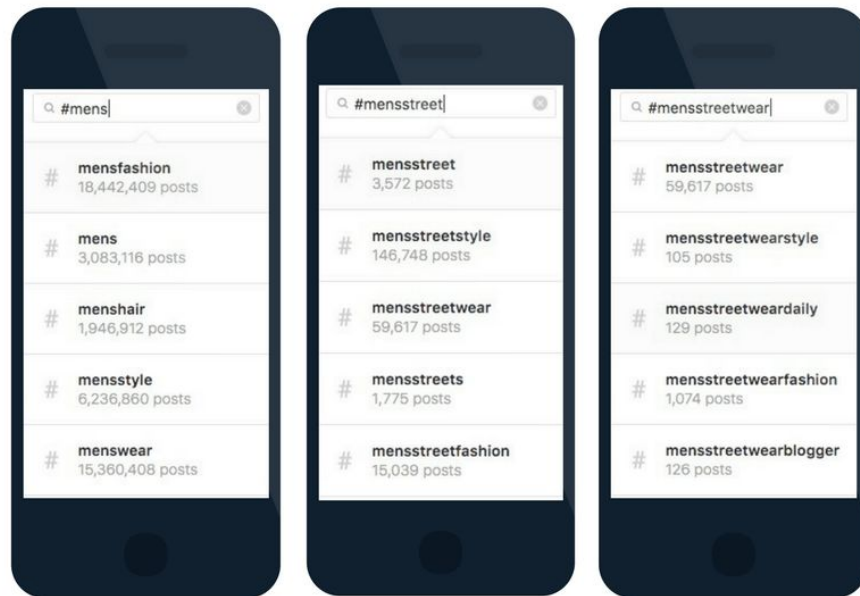 #mens
mensfashion
18,442,409 posts
mens
3,083,116 posts
menshair
1,946,912 posts
mensstyle
6,236,860 posts
menswear
15,360,408 posts
#mensstreet
mensstreet
3,572 posts
mensstreetstyle
146,748 posts
mensstreetwear
59,617 posts
mensstreets
1,775 posts
mensstreetfashion
15,039 posts
#mensstreetwear
mensstreetwear
59,617 posts
mensstreetwearstyle
105 posts
mensstreetweardaily
129 posts
mensstreetwearfashion
1,074 posts
mensstreetwearblogger
126 posts